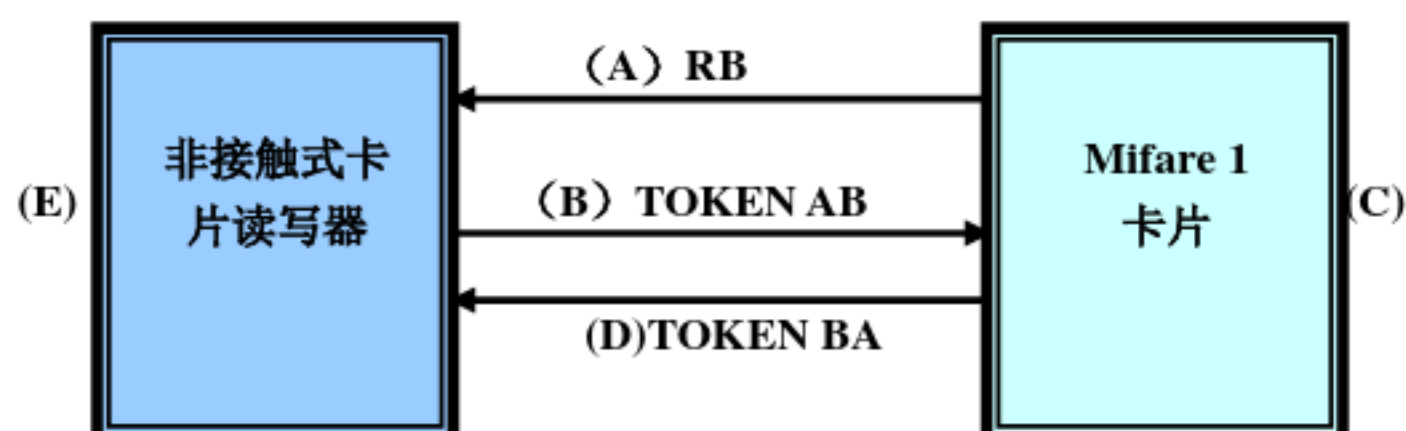 （A）RB
非接触式卡
片读写器
Mifare 1
卡片
(E)
（B）TOKEN AB
(C)
(D)TOKEN BA